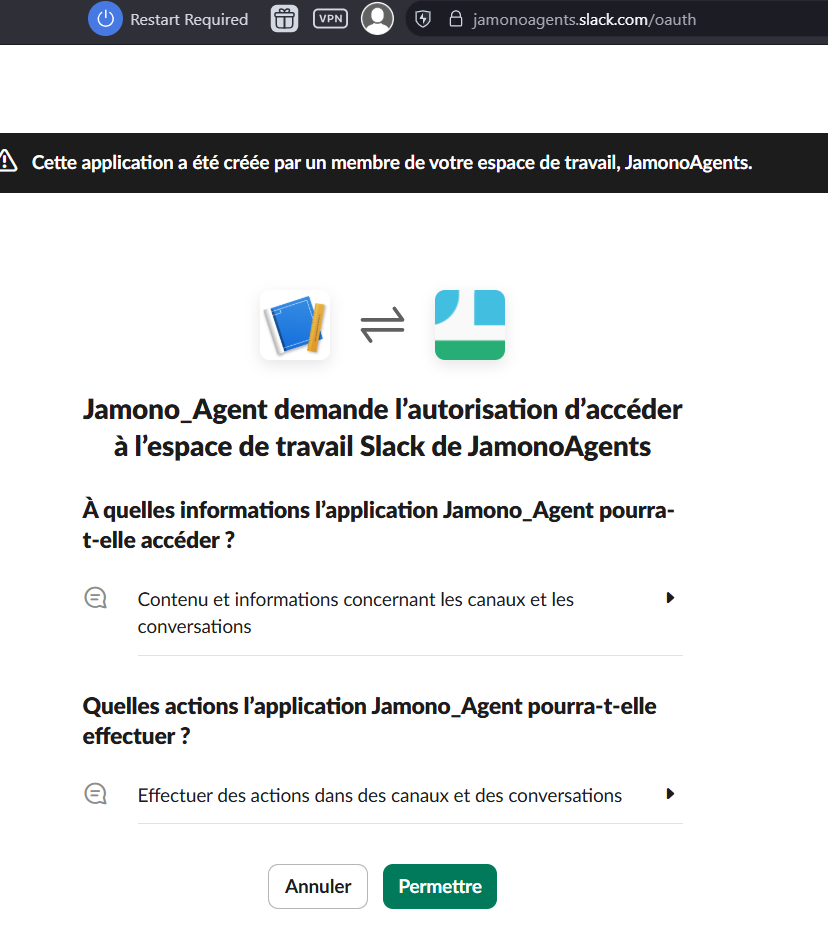 Restart Required
VPN
jamonoagents.slack.com/oauth
Cette application a été créée par un membre de votre espace de travail, JamonoAgents.
Jamono_Agent demande l’autorisation d’accéder
à l’espace de travail Slack de JamonoAgents
À quelles informations l’application Jamono_Agent pourra-
t-elle accéder ?
Contenu et informations concernant les canaux et les
conversations
Quelles actions l’application Jamono_Agent pourra-t-elle
effectuer ?
Effectuer des actions dans des canaux et des conversations
Annuler
Permettre